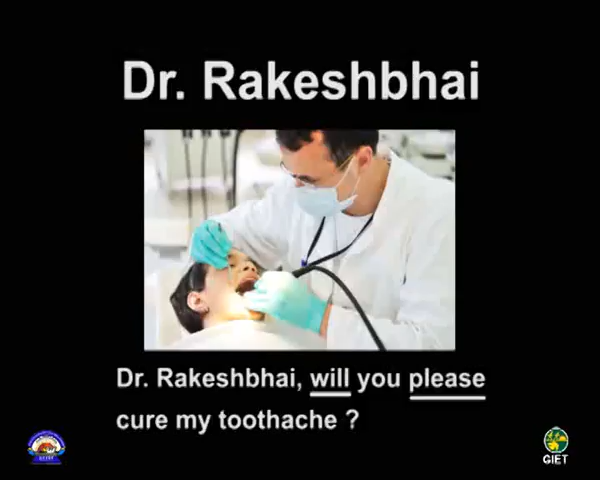 Dr. Rakeshbhai
Dr. Rakeshbhai, will you please
cure my toothache ?
GIET